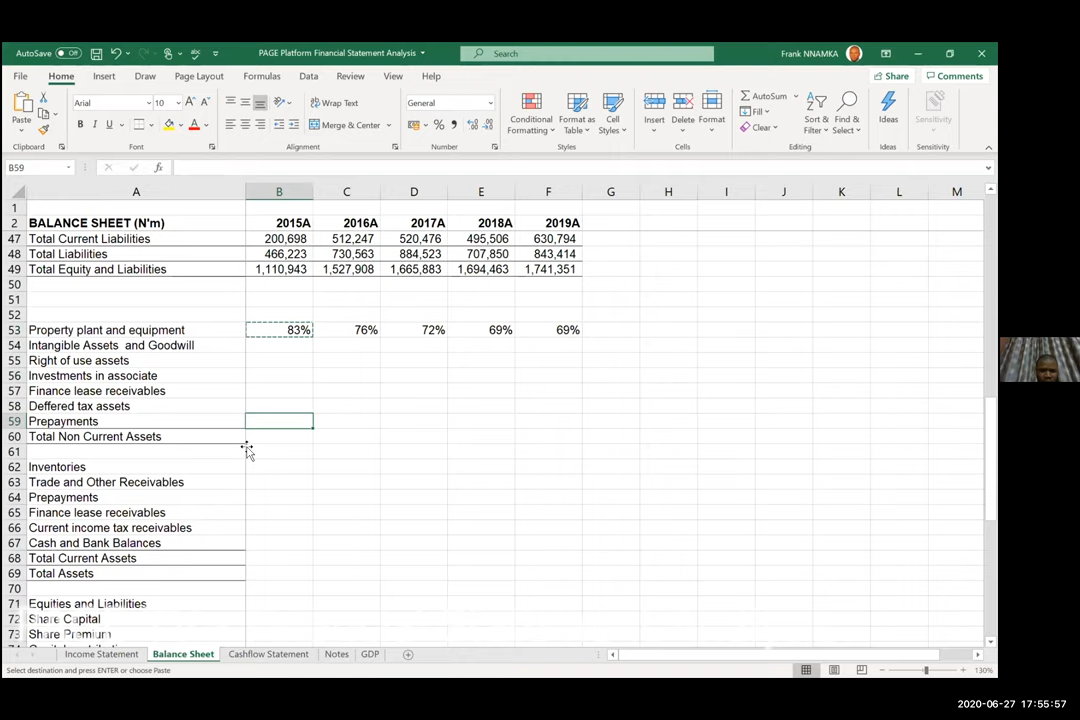 AutoSave Off PAGE Platform Financial Statement Analysis Search Frank NNAMKA
File Home Insert Draw Page Layout Formulas Data Review View Help Share Comments
Paste Arial 10 Wrap Text General Conditional Formatting Format as Table Cell Styles Insert Delete Format AutoSum Fill Clear Sort & Filter Find & Select Ideas Sensitivity
B I U A Merge & Center % 
Clipboard Font Alignment Number Styles Cells Editing Ideas Sensitivity
B59 fx
A B C D E F G H I J K L M
1
2 BALANCE SHEET (N'm) 2015A 2016A 2017A 2018A 2019A
47 Total Current Liabilities 200,698 512,247 520,476 495,506 630,794
48 Total Liabilities 466,223 730,563 884,523 707,850 843,414
49 Total Equity and Liabilities 1,110,943 1,527,908 1,665,883 1,694,463 1,741,351
50
51
52
53 Property plant and equipment 83% 76% 72% 69% 69%
54 Intangible Assets and Goodwill
55 Right of use assets
56 Investments in associate
57 Finance lease receivables
58 Deffered tax assets
59 Prepayments
60 Total Non Current Assets
61
62 Inventories
63 Trade and Other Receivables
64 Prepayments
65 Finance lease receivables
66 Current income tax receivables
67 Cash and Bank Balances
68 Total Current Assets
69 Total Assets
70
71 Equities and Liabilities
72 Share Capital
73 Share Premium
Income Statement Balance Sheet Cashflow Statement Notes GDP
Select destination and press ENTER or choose Paste 130%
2020-06-27 17:55:57